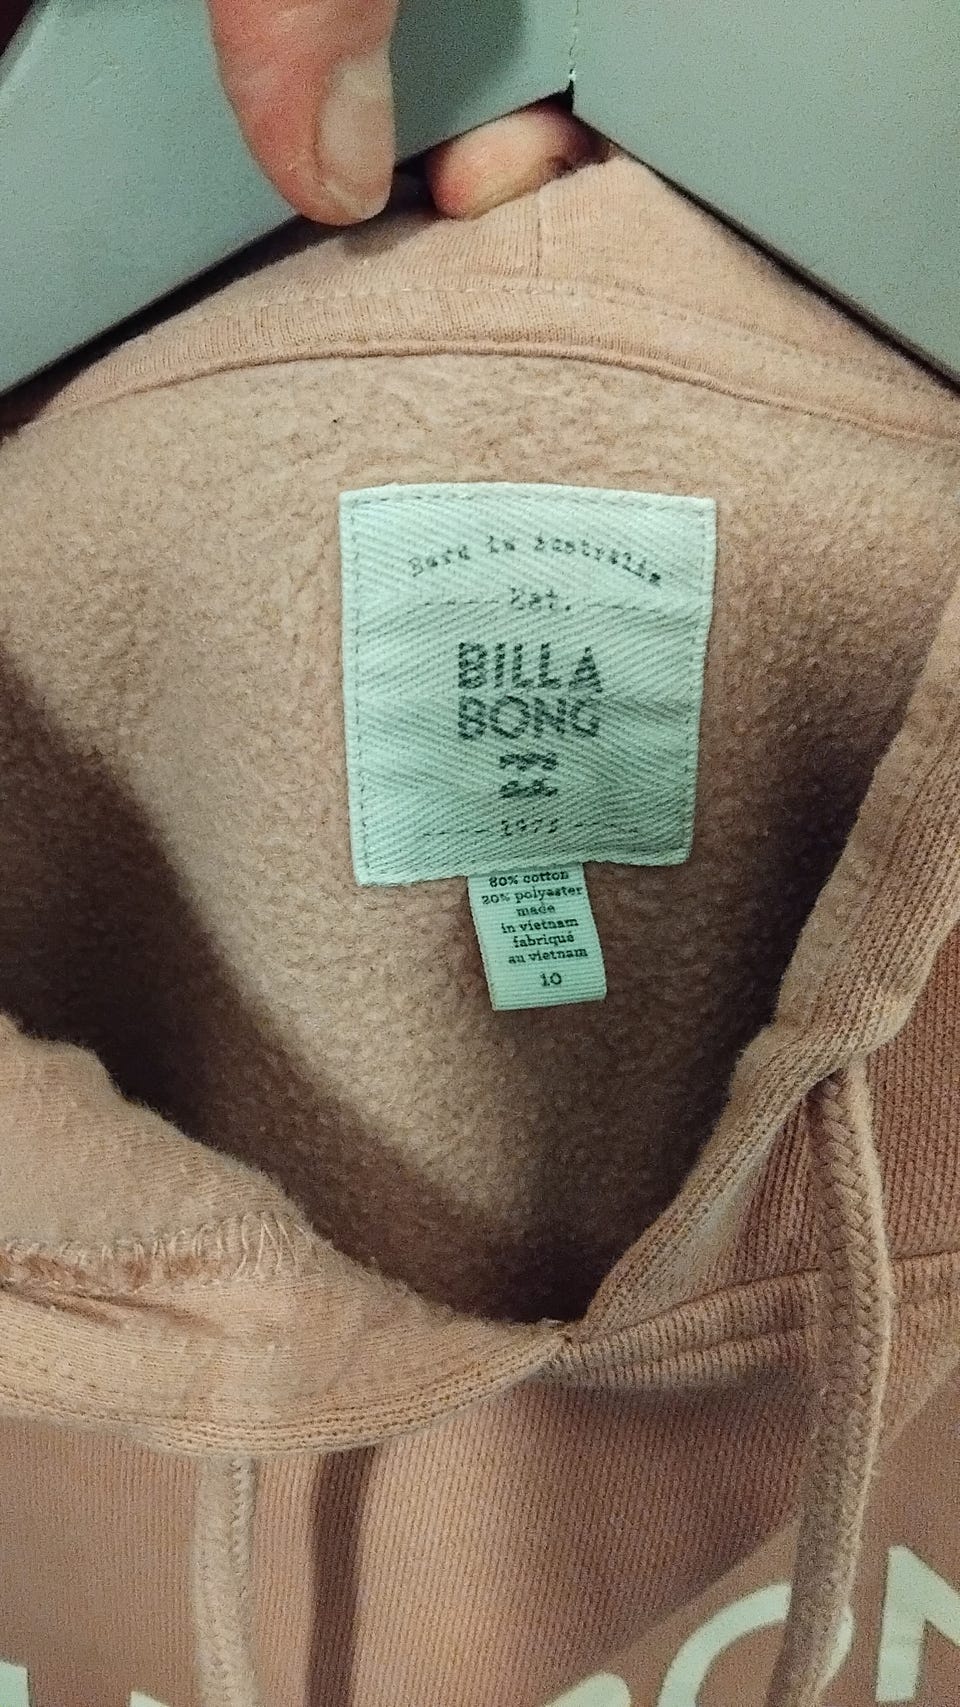 Born in Australia
Est.
BILLA
BONG
1973
80% cotton
20% polyester
made
in vietnam
fabriqué
au vietnam
10